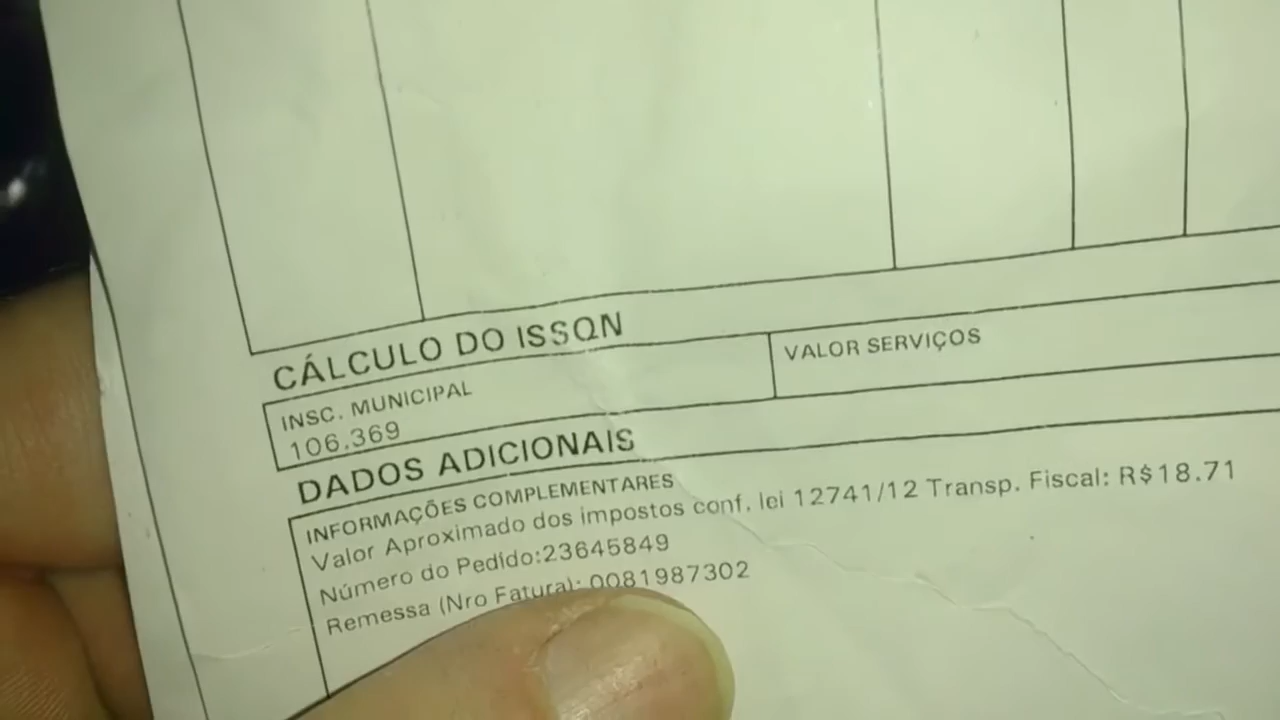 CÁLCULO DO ISSQN
INSC. MUNICIPAL
VALOR SERVIÇOS
106.369
DADOS ADICIONAIS
INFORMAÇÕES COMPLEMENTARES
Valor Aproximado dos impostos conf. lei 12741/12 Transp. Fiscal: R$18.71
Número do Pedido:23645849
Remessa (Nro Fatura): 0081987302